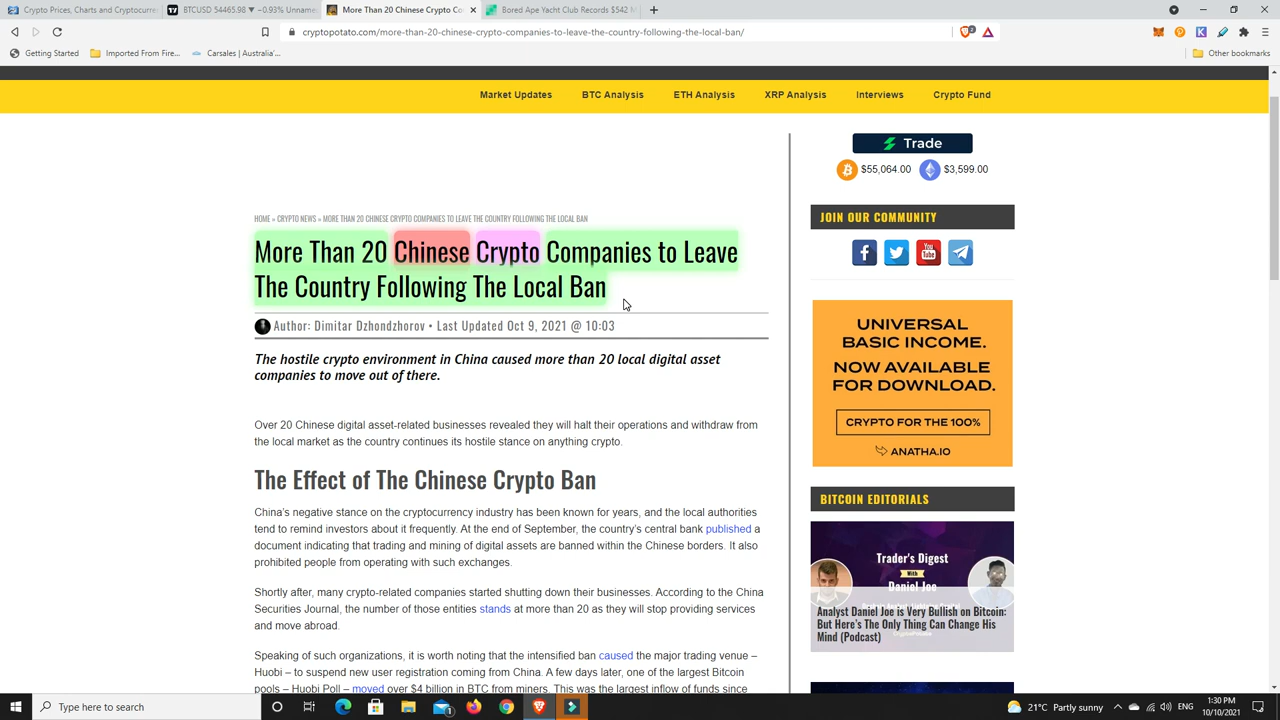 Crypto Prices, Charts and Cryptocurre
BTCUSD 54465.98 ▼ −0.93% Unname
More Than 20 Chinese Crypto Co
Bored Ape Yacht Club Records $542 M
cryptopotato.com/more-than-20-chinese-crypto-companies-to-leave-the-country-following-the-local-ban/
Getting Started
Imported From Fire...
Carsales | Australia'...
Other bookmarks
Market Updates
BTC Analysis
ETH Analysis
XRP Analysis
Interviews
Crypto Fund
Trade
$55,064.00
$3,599.00
HOME » CRYPTO NEWS » MORE THAN 20 CHINESE CRYPTO COMPANIES TO LEAVE THE COUNTRY FOLLOWING THE LOCAL BAN
More Than 20 Chinese Crypto Companies to Leave
The Country Following The Local Ban
Author: Dimitar Dzhondzhorov • Last Updated Oct 9, 2021 @ 10:03
The hostile crypto environment in China caused more than 20 local digital asset
companies to move out of there.
Over 20 Chinese digital asset-related businesses revealed they will halt their operations and withdraw from
the local market as the country continues its hostile stance on anything crypto.
The Effect of The Chinese Crypto Ban
China's negative stance on the cryptocurrency industry has been known for years, and the local authorities
tend to remind investors about it frequently. At the end of September, the country's central bank published a
document indicating that trading and mining of digital assets are banned within the Chinese borders. It also
prohibited people from operating with such exchanges.
Shortly after, many crypto-related companies started shutting down their businesses. According to the China
Securities Journal, the number of those entities stands at more than 20 as they will stop providing services
and move abroad.
Speaking of such organizations, it is worth noting that the intensified ban caused the major trading venue –
Huobi – to suspend new user registration coming from China. A few days later, one of the largest Bitcoin
pools – Huobi Poll – moved over $4 billion in BTC from miners. This was the largest inflow of funds since
JOIN OUR COMMUNITY
You
Tube
UNIVERSAL
BASIC INCOME.
NOW AVAILABLE
FOR DOWNLOAD.
CRYPTO FOR THE 100%
ANATHA.IO
BITCOIN EDITORIALS
Trader's Digest
With
Daniel Joe
Analyst Daniel Joe is Very Bullish on Bitcoin:
But Here's The Only Thing Can Change His
Mind (Podcast)
Type here to search
21°C Partly sunny
ENG
1:30 PM
10/10/2021